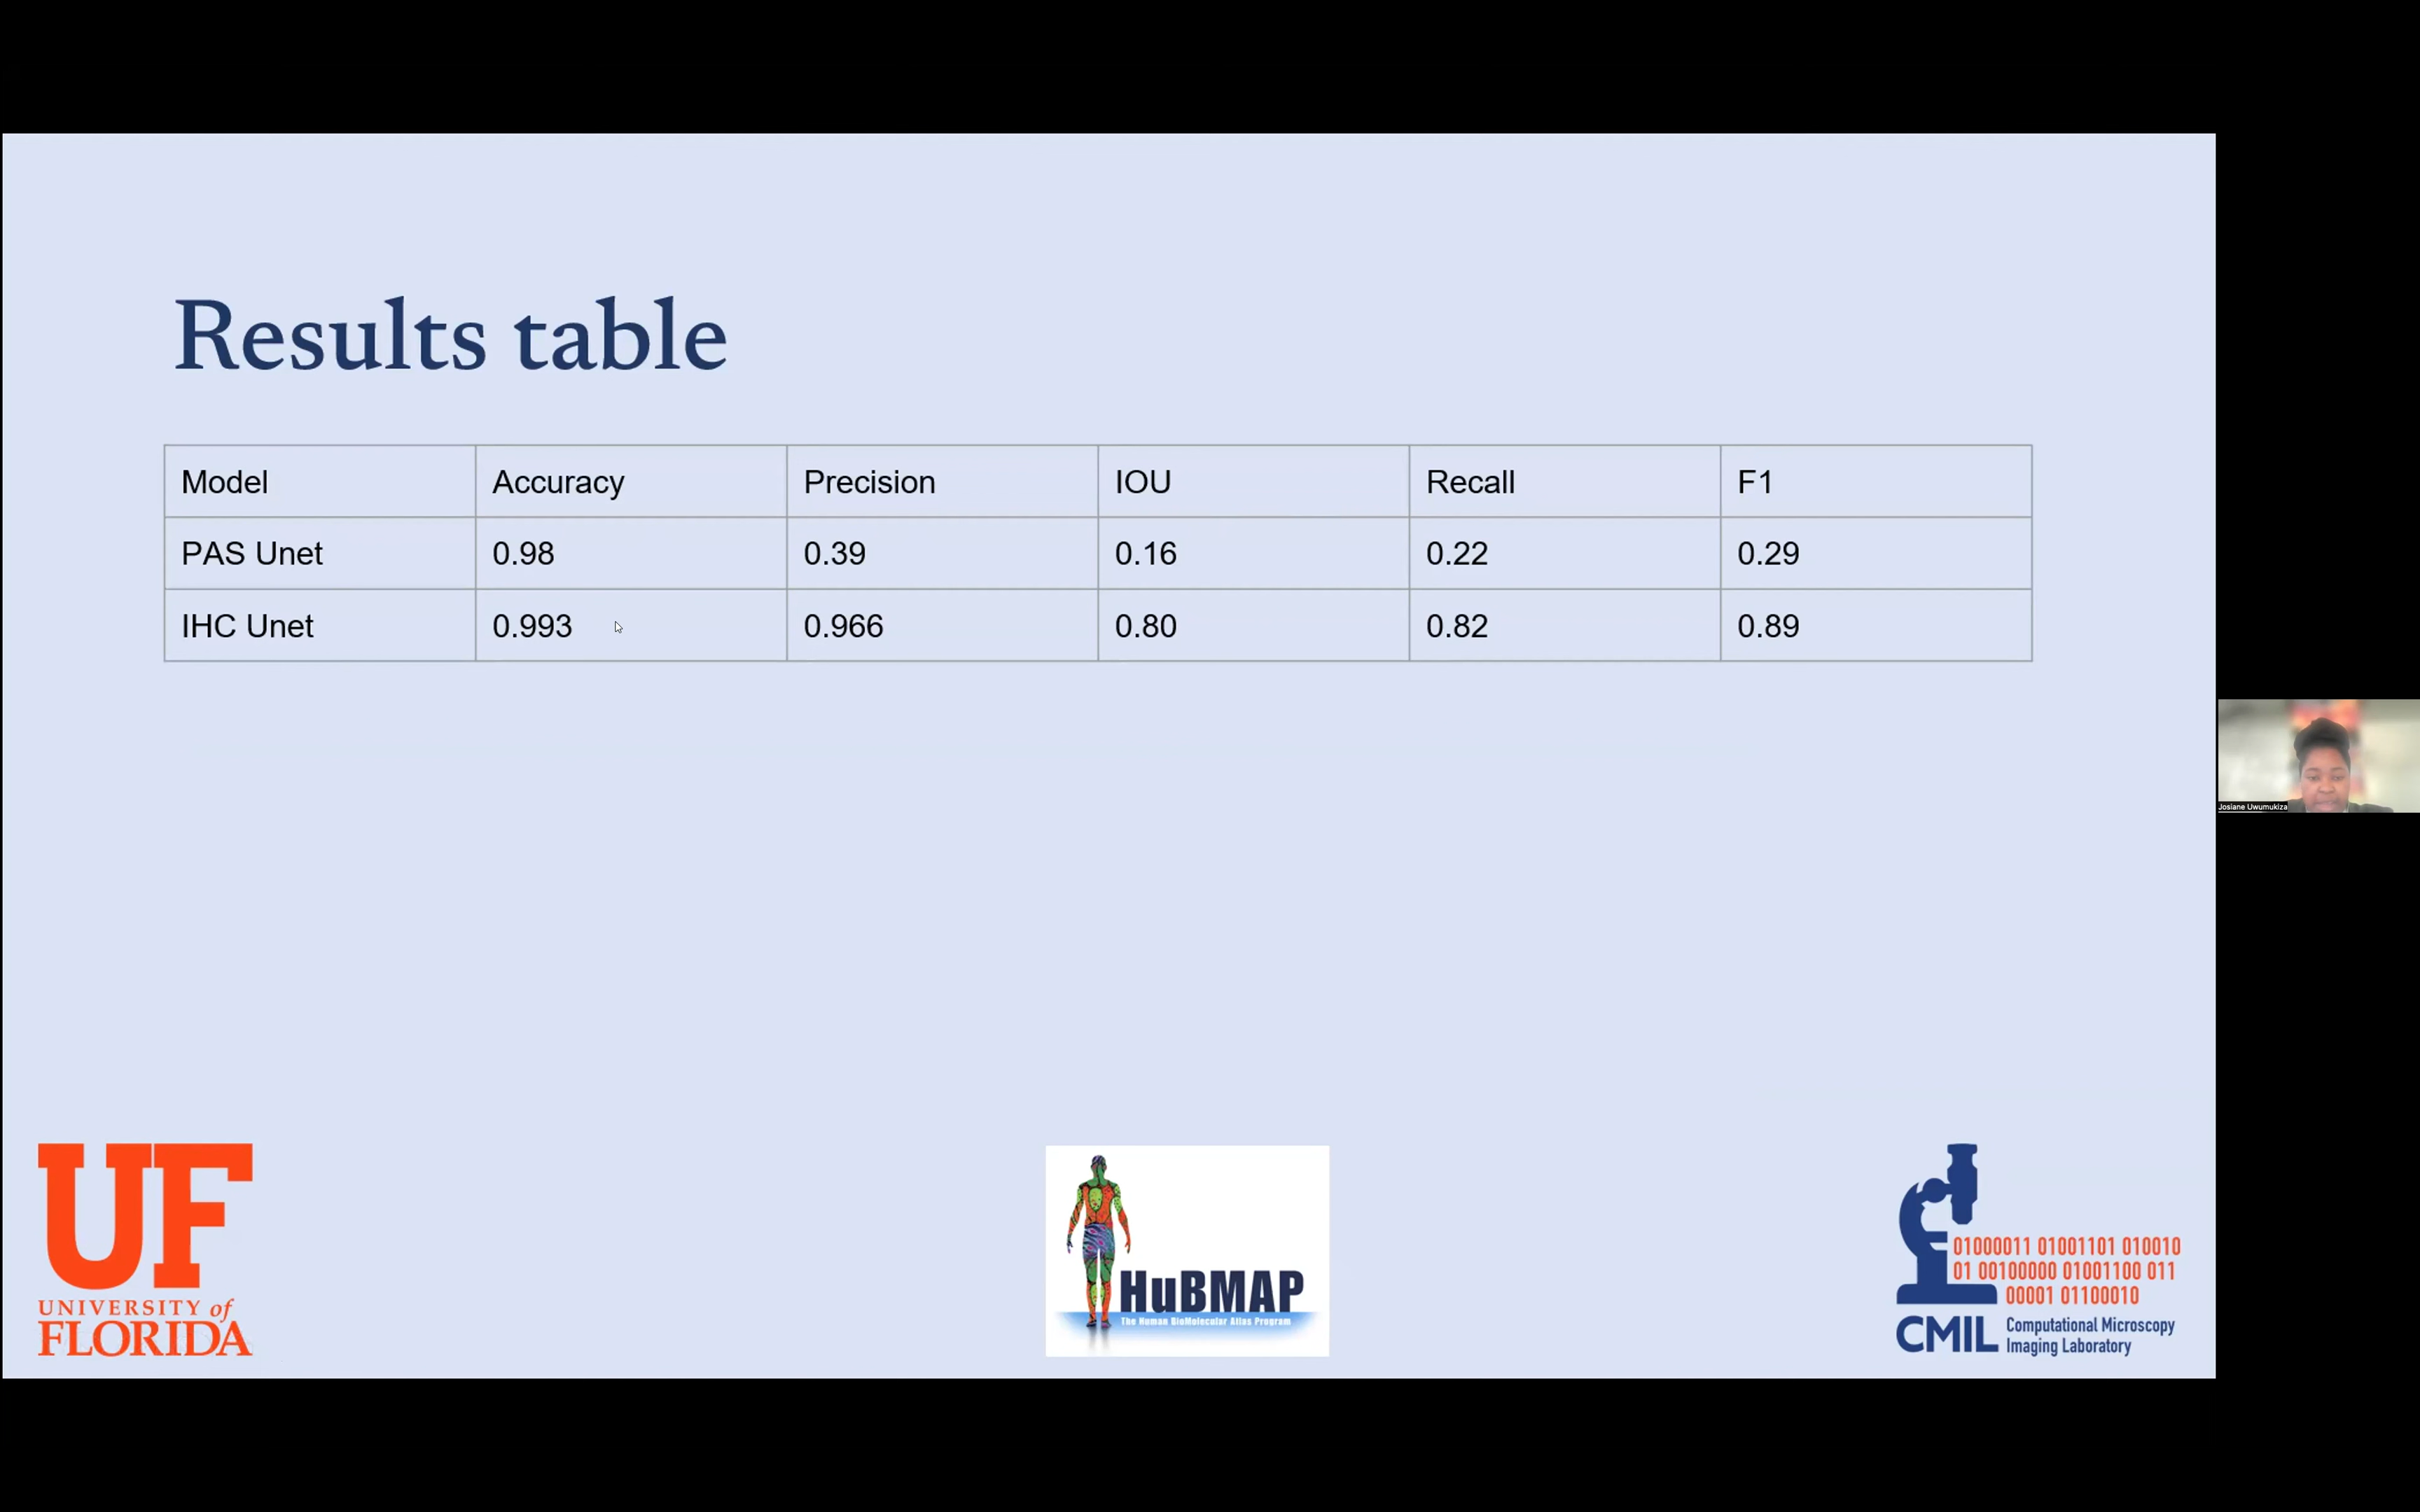 Results table
Model Accuracy Precision IOU Recall F1
PAS Unet 0.98 0.39 0.16 0.22 0.29
IHC Unet 0.993 0.966 0.80 0.82 0.89
Josiane Uwumukiza
UF
UNIVERSITY of
FLORIDA
HuBMAP
The Human BioMolecular Atlas Program
01000011 01001101 010010
01 00100000 01001100 011
00001 01100010
CMIL Computational Microscopy
Imaging Laboratory